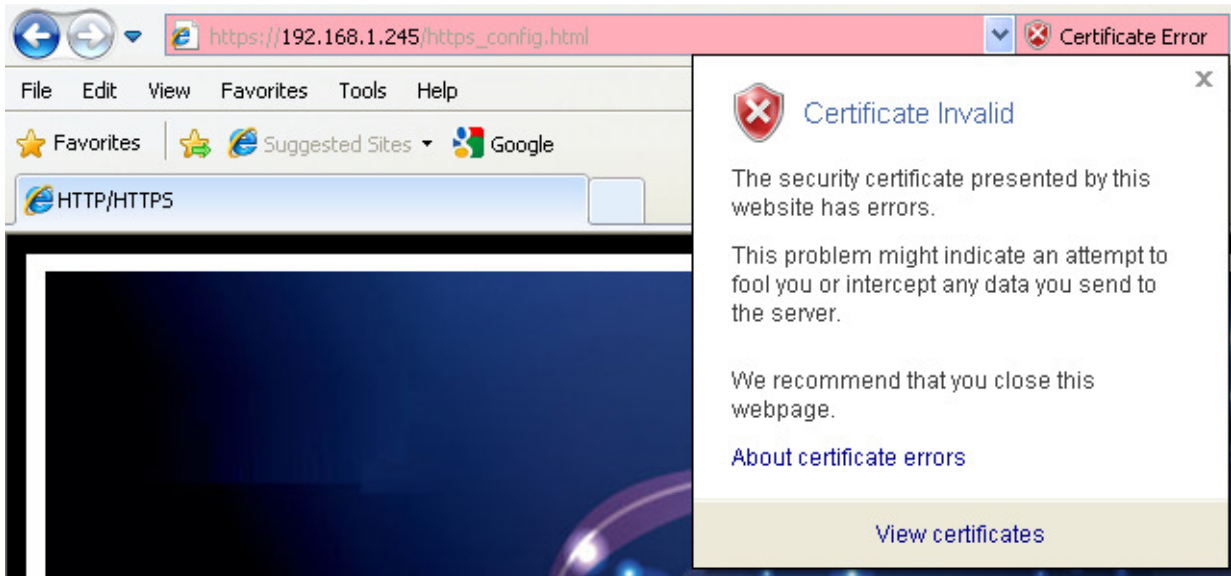 https://192.168.1.245/https_config.html
Certificate Error
File Edit View Favorites Tools Help
Favorites Suggested Sites Google
HTTP/HTTPS
Certificate Invalid
The security certificate presented by this
website has errors.
This problem might indicate an attempt to
fool you or intercept any data you send to
the server.
We recommend that you close this
webpage.
About certificate errors
View certificates